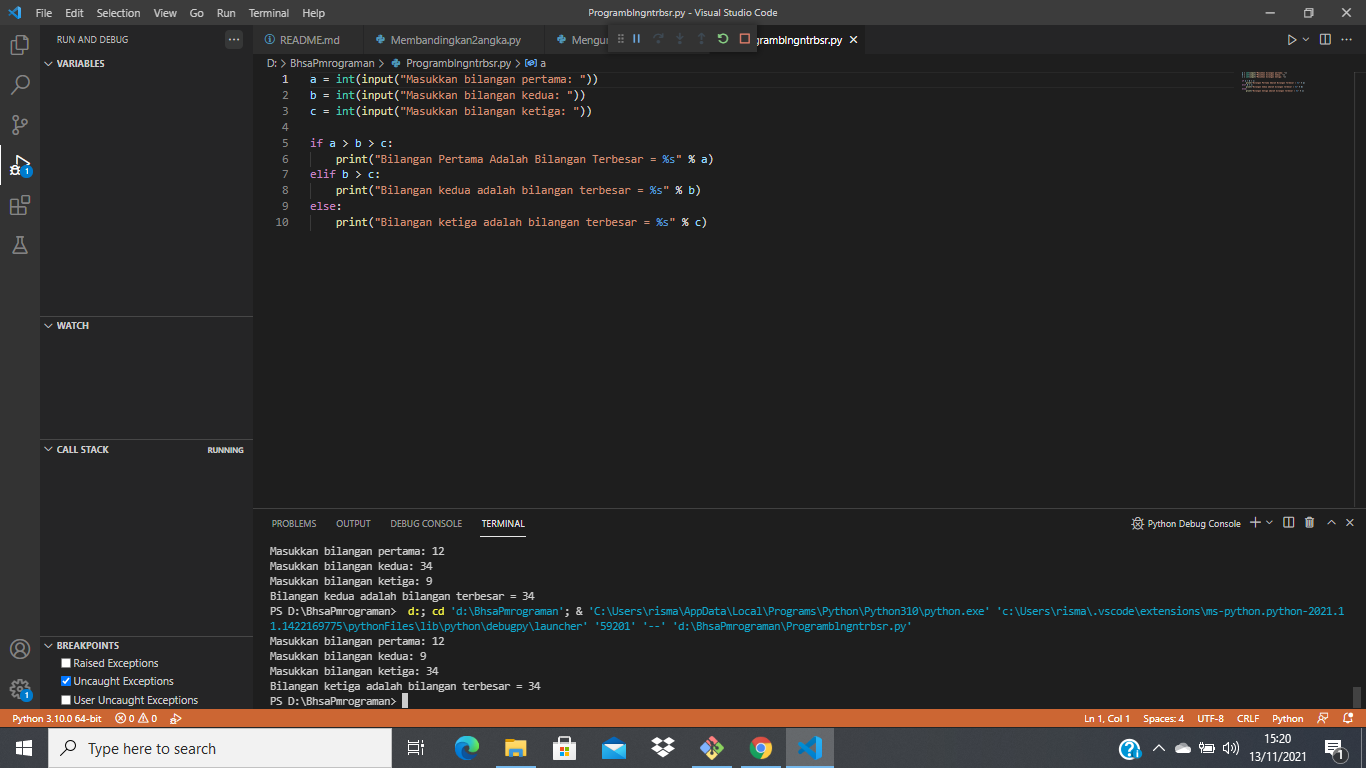 File Edit Selection View Go Run Terminal Help Programblngntrbsr.py - Visual Studio Code
RUN AND DEBUG ···
README.md Membandingkan2angka.py Mengur gramblngntrbsr.py
D: > BhsaPmrograman > Programblngntrbsr.py > a
VARIABLES
WATCH
CALL STACK RUNNING
BREAKPOINTS
Raised Exceptions
Uncaught Exceptions
User Uncaught Exceptions
1
1
1 a = int(input("Masukkan bilangan pertama: "))
2 b = int(input("Masukkan bilangan kedua: "))
3 c = int(input("Masukkan bilangan ketiga: "))
4
5 if a > b > c:
6 print("Bilangan Pertama Adalah Bilangan Terbesar = %s" % a)
7 elif b > c:
8 print("Bilangan kedua adalah bilangan terbesar = %s" % b)
9 else:
10 print("Bilangan ketiga adalah bilangan terbesar = %s" % c)
PROBLEMS OUTPUT DEBUG CONSOLE TERMINAL Python Debug Console
Masukkan bilangan pertama: 12
Masukkan bilangan kedua: 34
Masukkan bilangan ketiga: 9
Bilangan kedua adalah bilangan terbesar = 34
PS D:\BhsaPmrograman> d:; cd 'd:\BhsaPmrograman'; & 'C:\Users\risma\AppData\Local\Programs\Python\Python310\python.exe' 'c:\Users\risma\.vscode\extensions\ms-python.python-2021.1
1.1422169775\pythonFiles\lib\python\debugpy\launcher' '59201' '--' 'd:\BhsaPmrograman\Programblngntrbsr.py'
Masukkan bilangan pertama: 12
Masukkan bilangan kedua: 9
Masukkan bilangan ketiga: 34
Bilangan ketiga adalah bilangan terbesar = 34
PS D:\BhsaPmrograman>
Python 3.10.0 64-bit 0 0 Ln 1, Col 1 Spaces: 4 UTF-8 CRLF Python
Type here to search
15:20
13/11/2021
1